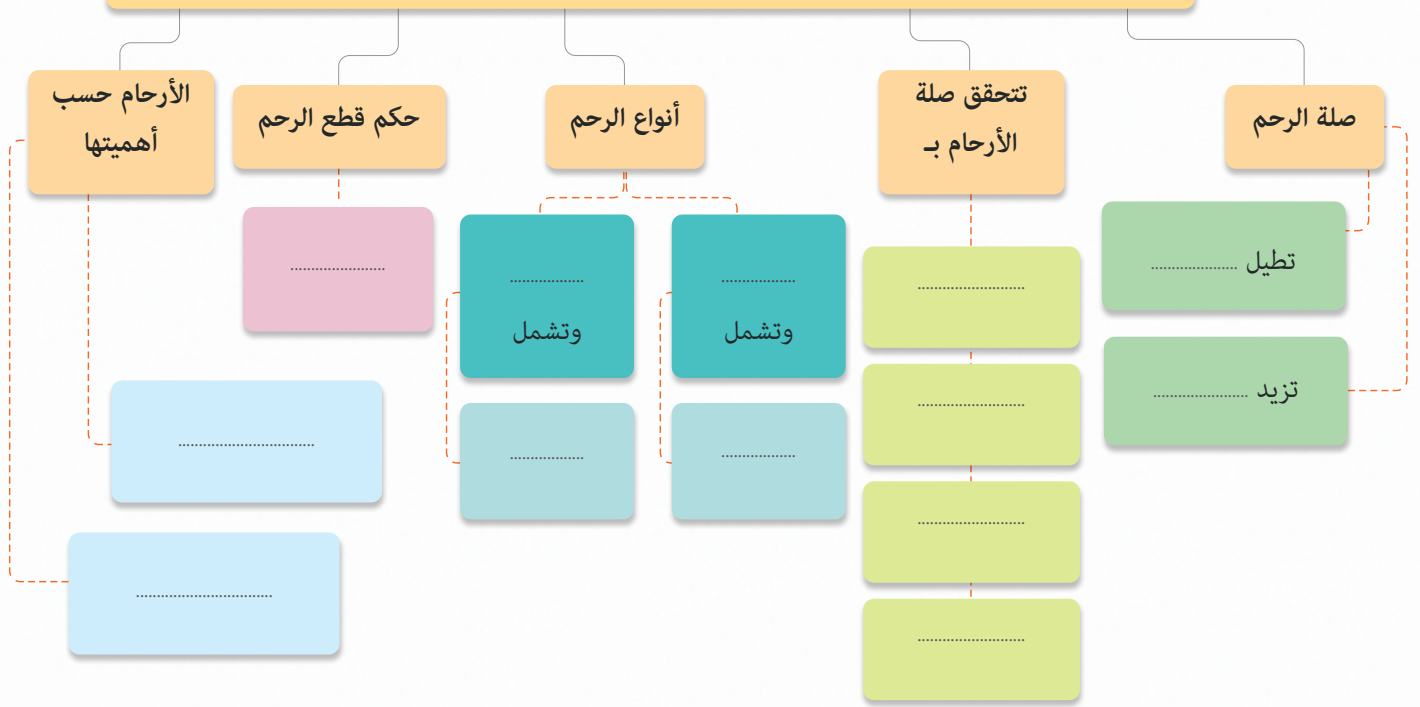 صلة الرحم
تتحقق صلة
الأرحام بـ
أنواع الرحم
حكم قطع الرحم
الأرحام حسب
أهميتها
تطيل ....................
تزيد ......................
.........................
.........................
.........................
.........................
.................
وتشمل
.................
.................
وتشمل
.................
......................
................................
................................